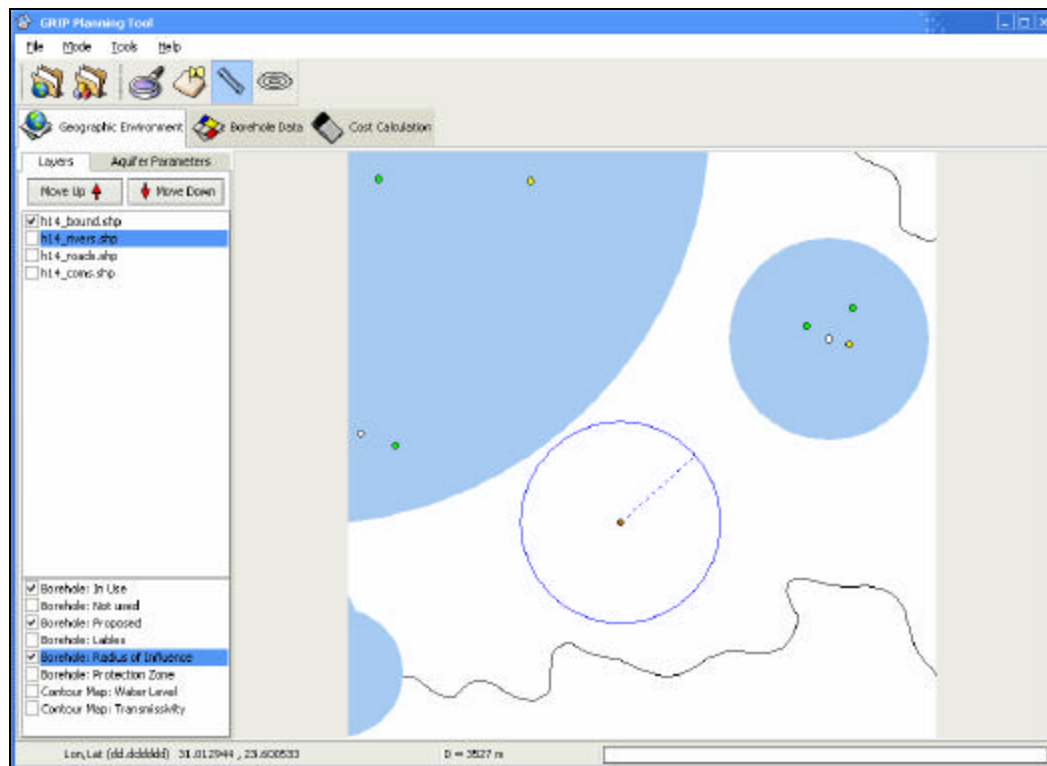 GRIP Planning Tool
File Mode Tools Help
Geographic Environment Borehole Data Cost Calculation
Layers Aquifer Parameters
Move Up Move Down
h14_bound.shp
h14_rivers.shp
h14_roads.shp
h14_coms.shp
Borehole: In Use
Borehole: Not used
Borehole: Proposed
Borehole: Lables
Borehole: Radius of Influence
Borehole: Protection Zone
Contour Map: Water Level
Contour Map: Transmissivity
Lon,Lat (dd.dddddd) 31.012944 , 23.600533 D = 3527 m